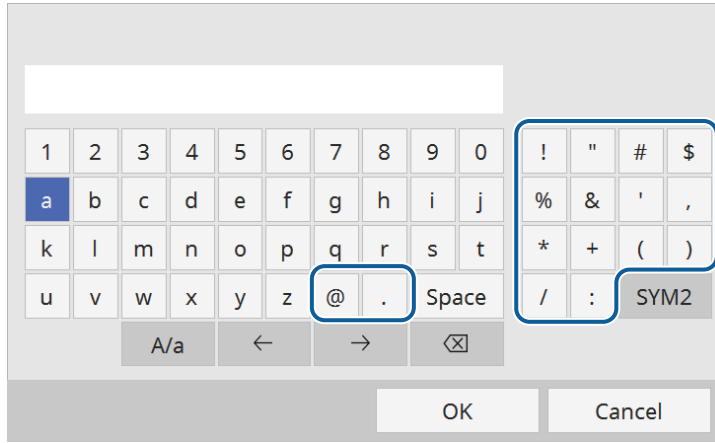 1 2 3 4 5 6 7 8 9 0 ! " # $
a b c d e f g h i j % & ' ,
k l m n o p q r s t * + ( )
u v w x y z @ . Space / : SYM2
A/a ← → ⌫
OK Cancel